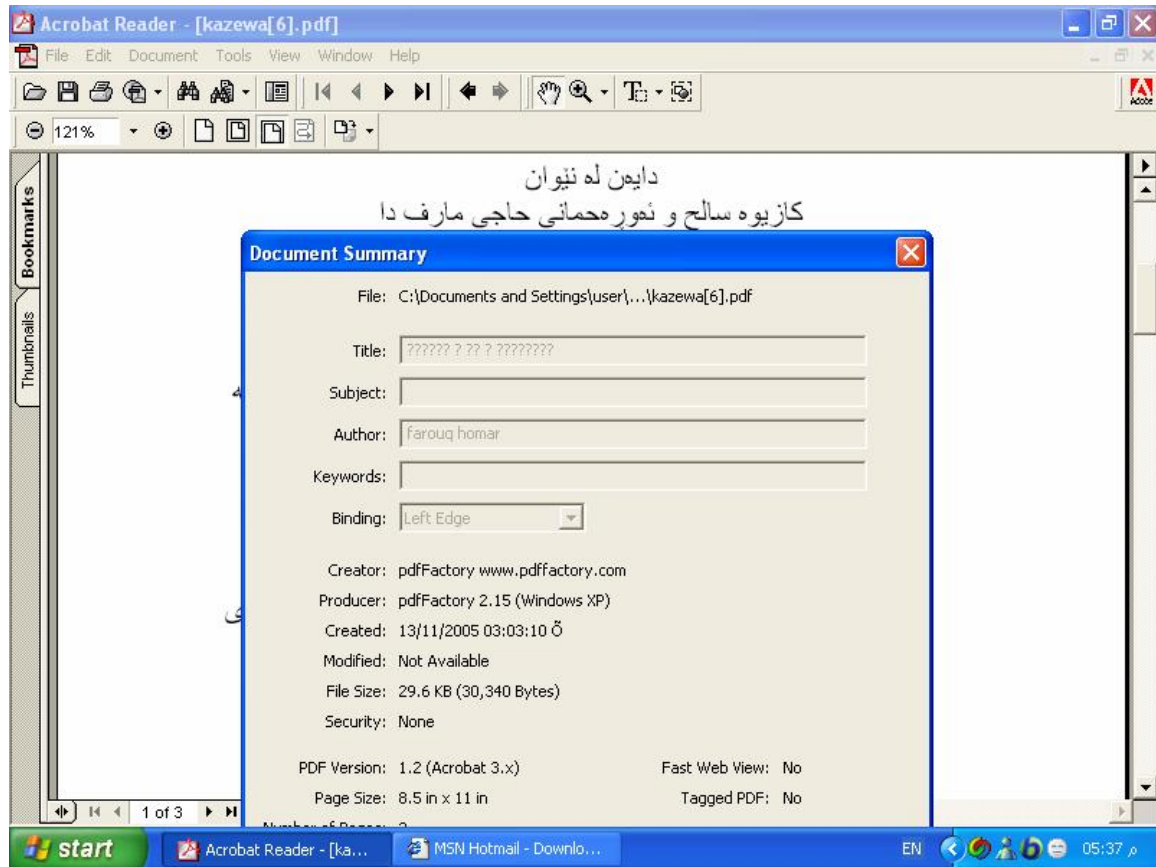 Acrobat Reader - [kazewa[6].pdf]
File Edit Document Tools View Window Help
Adobe
121%
Bookmarks
Thumbnails
دایەن لە نێوان
کازیوە سالح و ئەوڕەحمانی حاجی مارف دا
Document Summary
File: C:\Documents and Settings\user\...\kazewa[6].pdf
Title: ?????? ? ?? ? ????????
Subject:
Author: farouq homar
Keywords:
Binding: Left Edge
Creator: pdfFactory www.pdffactory.com
Producer: pdfFactory 2.15 (Windows XP)
Created: 13/11/2005 03:03:10 Õ
Modified: Not Available
File Size: 29.6 KB (30,340 Bytes)
Security: None
PDF Version: 1.2 (Acrobat 3.x) Fast Web View: No
Page Size: 8.5 in x 11 in Tagged PDF: No
1 of 3
start Acrobat Reader - [ka... MSN Hotmail - Downlo... EN 05:37 م